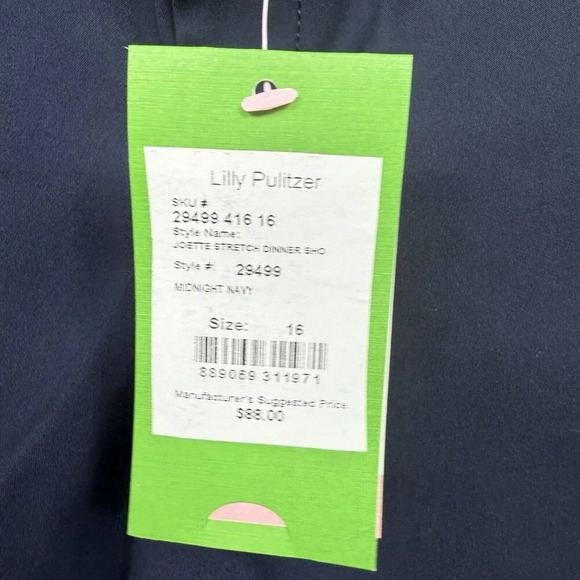 Lilly Pulitzer
SKU #
29499 416 16
Style Name:
JOETTE STRETCH DINNER SHO
Style #: 29499
MIDNIGHT NAVY
Size: 16
889069 311971
Manufacturer's Suggested Price
$88.00